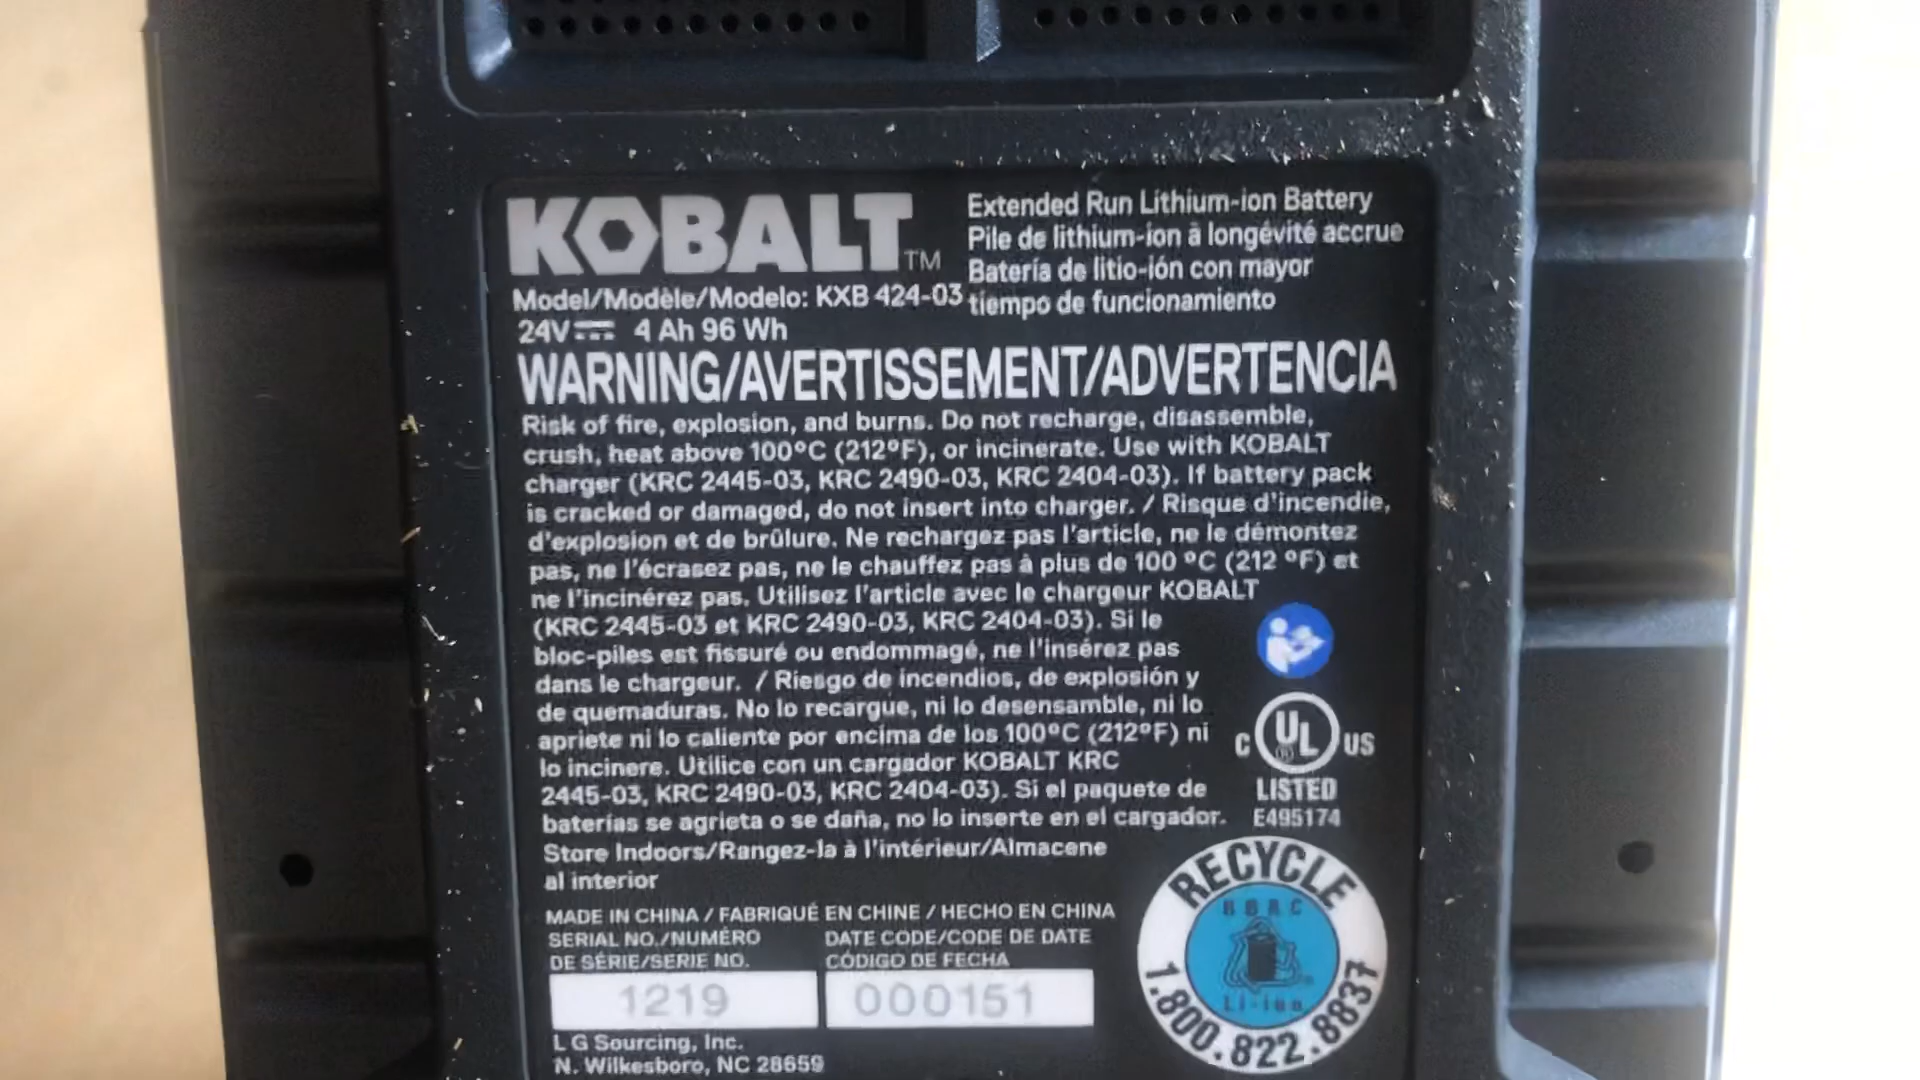 KOBALT™
Extended Run Lithium-ion Battery
Pile de lithium-ion à longévité accrue
Batería de litio-ión con mayor
tiempo de funcionamiento
Model/Modèle/Modelo: KXB 424-03
24V⎓ 4 Ah 96 Wh
WARNING/AVERTISSEMENT/ADVERTENCIA
Risk of fire, explosion, and burns. Do not recharge, disassemble,
crush, heat above 100ºC (212ºF), or incinerate. Use with KOBALT
charger (KRC 2445-03, KRC 2490-03, KRC 2404-03). If battery pack
is cracked or damaged, do not insert into charger. / Risque d'incendie,
d'explosion et de brûlure. Ne rechargez pas l'article, ne le démontez
pas, ne l'écrasez pas, ne le chauffez pas à plus de 100 ºC (212 ºF) et
ne l'incinérez pas. Utilisez l'article avec le chargeur KOBALT
(KRC 2445-03 et KRC 2490-03, KRC 2404-03). Si le
bloc-piles est fissuré ou endommagé, ne l'insérez pas
dans le chargeur. / Riesgo de incendios, de explosión y
de quemaduras. No lo recargue, ni lo desensamble, ni lo
apriete ni lo caliente por encima de los 100ºC (212ºF) ni
lo incinere. Utilice con un cargador KOBALT KRC
2445-03, KRC 2490-03, KRC 2404-03). Si el paquete de
baterías se agrieta o se daña, no lo inserte en el cargador.
Store Indoors/Rangez-la à l'intérieur/Almacene
al interior
C UL® US
LISTED
E495174
MADE IN CHINA / FABRIQUÉ EN CHINE / HECHO EN CHINA
SERIAL NO./NUMÉRO
DE SÉRIE/SERIE NO.
1219
DATE CODE/CODE DE DATE
CÓDIGO DE FECHA
000151
L G Sourcing, Inc.
N. Wilkesboro, NC 28659
RECYCLE
RBRC
Li-ion
1.800.822.8837